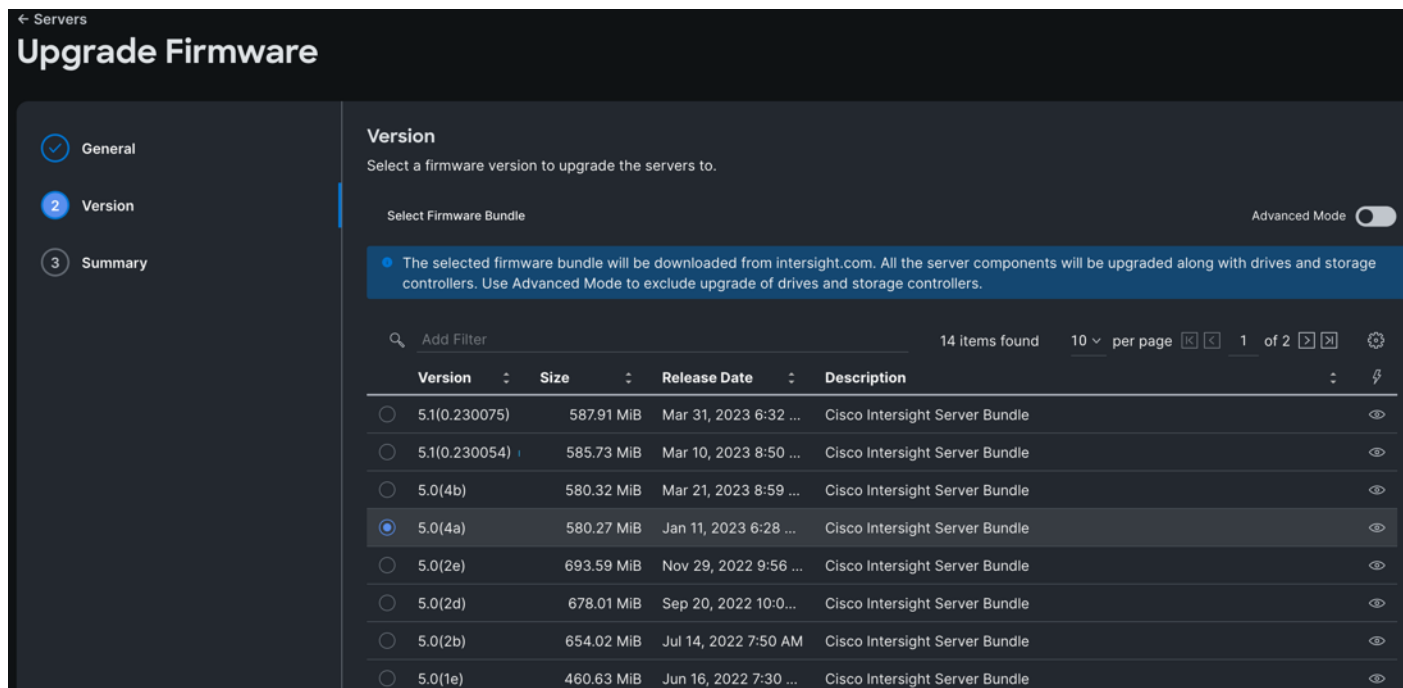 ← Servers
Upgrade Firmware
General
2 Version
3 Summary
Version
Select a firmware version to upgrade the servers to.
Select Firmware Bundle
Advanced Mode
The selected firmware bundle will be downloaded from intersight.com. All the server components will be upgraded along with drives and storage
controllers. Use Advanced Mode to exclude upgrade of drives and storage controllers.
Add Filter 14 items found 10 per page 1 of 2
Version Size Release Date Description
5.1(0.230075) 587.91 MiB Mar 31, 2023 6:32 ... Cisco Intersight Server Bundle
5.1(0.230054) 585.73 MiB Mar 10, 2023 8:50 ... Cisco Intersight Server Bundle
5.0(4b) 580.32 MiB Mar 21, 2023 8:59 ... Cisco Intersight Server Bundle
5.0(4a) 580.27 MiB Jan 11, 2023 6:28 ... Cisco Intersight Server Bundle
5.0(2e) 693.59 MiB Nov 29, 2022 9:56 ... Cisco Intersight Server Bundle
5.0(2d) 678.01 MiB Sep 20, 2022 10:0... Cisco Intersight Server Bundle
5.0(2b) 654.02 MiB Jul 14, 2022 7:50 AM Cisco Intersight Server Bundle
5.0(1e) 460.63 MiB Jun 16, 2022 7:30 ... Cisco Intersight Server Bundle